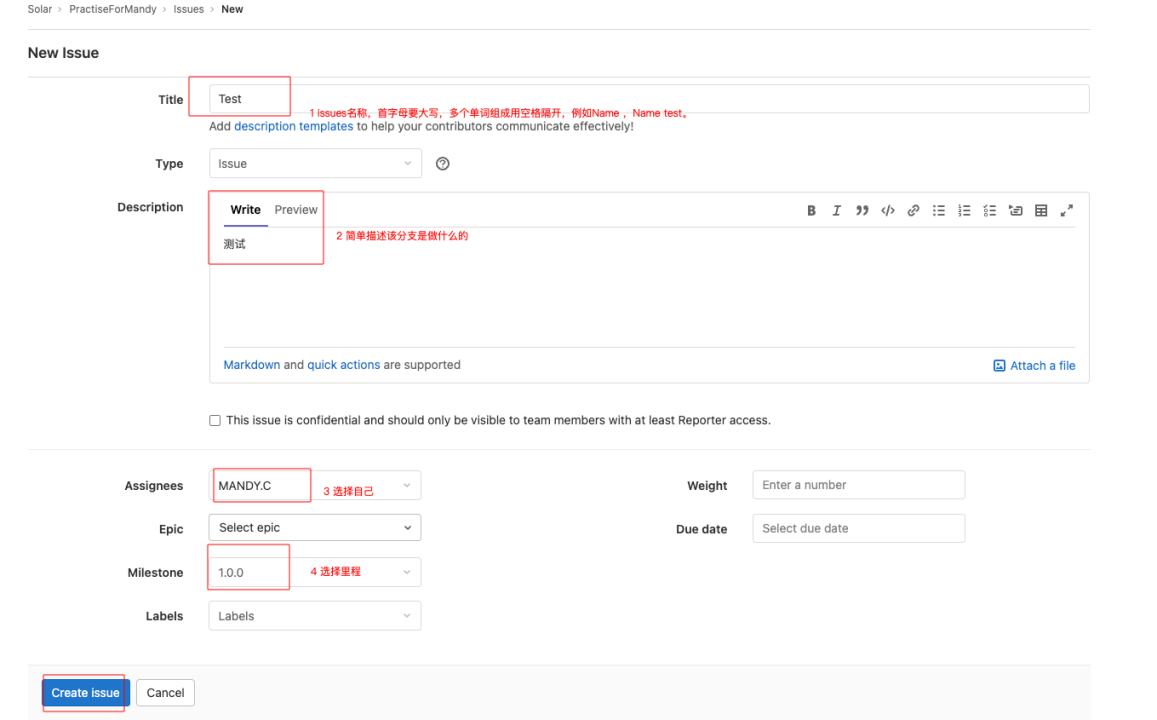 Solar > PractiseForMandy > Issues > New
New Issue
Title Test
1 issues名称，首字母要大写，多个单词组成用空格隔开，例如Name ，Name test。
Add description templates to help your contributors communicate effectively!
Type Issue
Description Write Preview
测试
2 简单描述该分支是做什么的
Markdown and quick actions are supported Attach a file
This issue is confidential and should only be visible to team members with at least Reporter access.
Assignees MANDY.C 3 选择自己 Weight Enter a number
Epic Select epic Due date Select due date
Milestone 1.0.0 4 选择里程
Labels Labels
Create issue Cancel